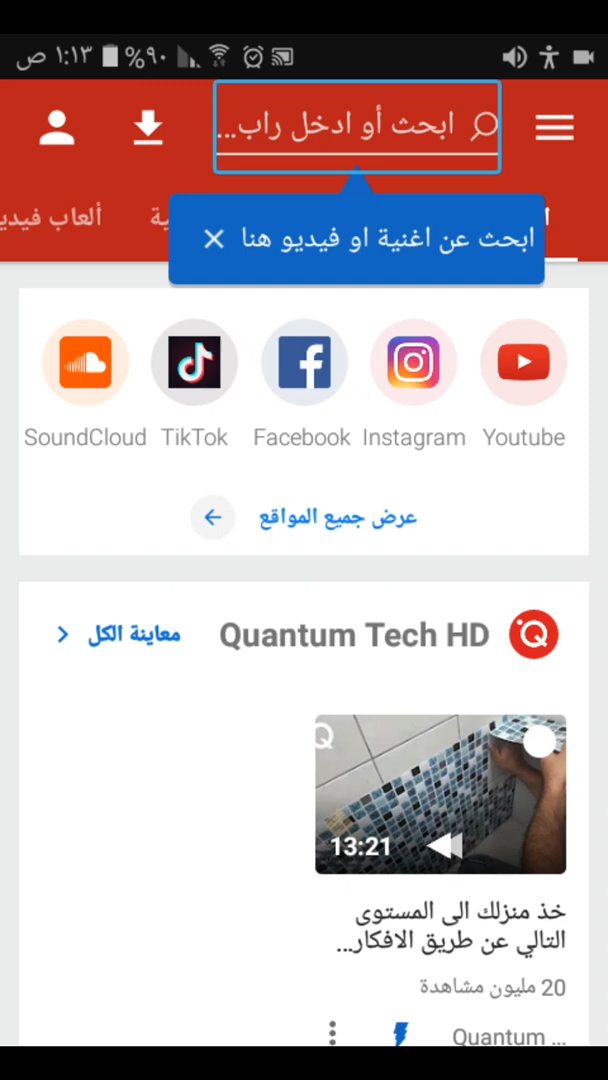 ١:١٣ ص
%٩٠
ابحث أو ادخل راب...
ألعاب فيديو
ابحث عن اغنية او فيديو هنا
Youtube
Instagram
Facebook
TikTok
SoundCloud
عرض جميع المواقع
Quantum Tech HD
معاينة الكل
13:21
خذ منزلك الى المستوى
التالي عن طريق الافكار...
20 مليون مشاهدة
Quantum ...